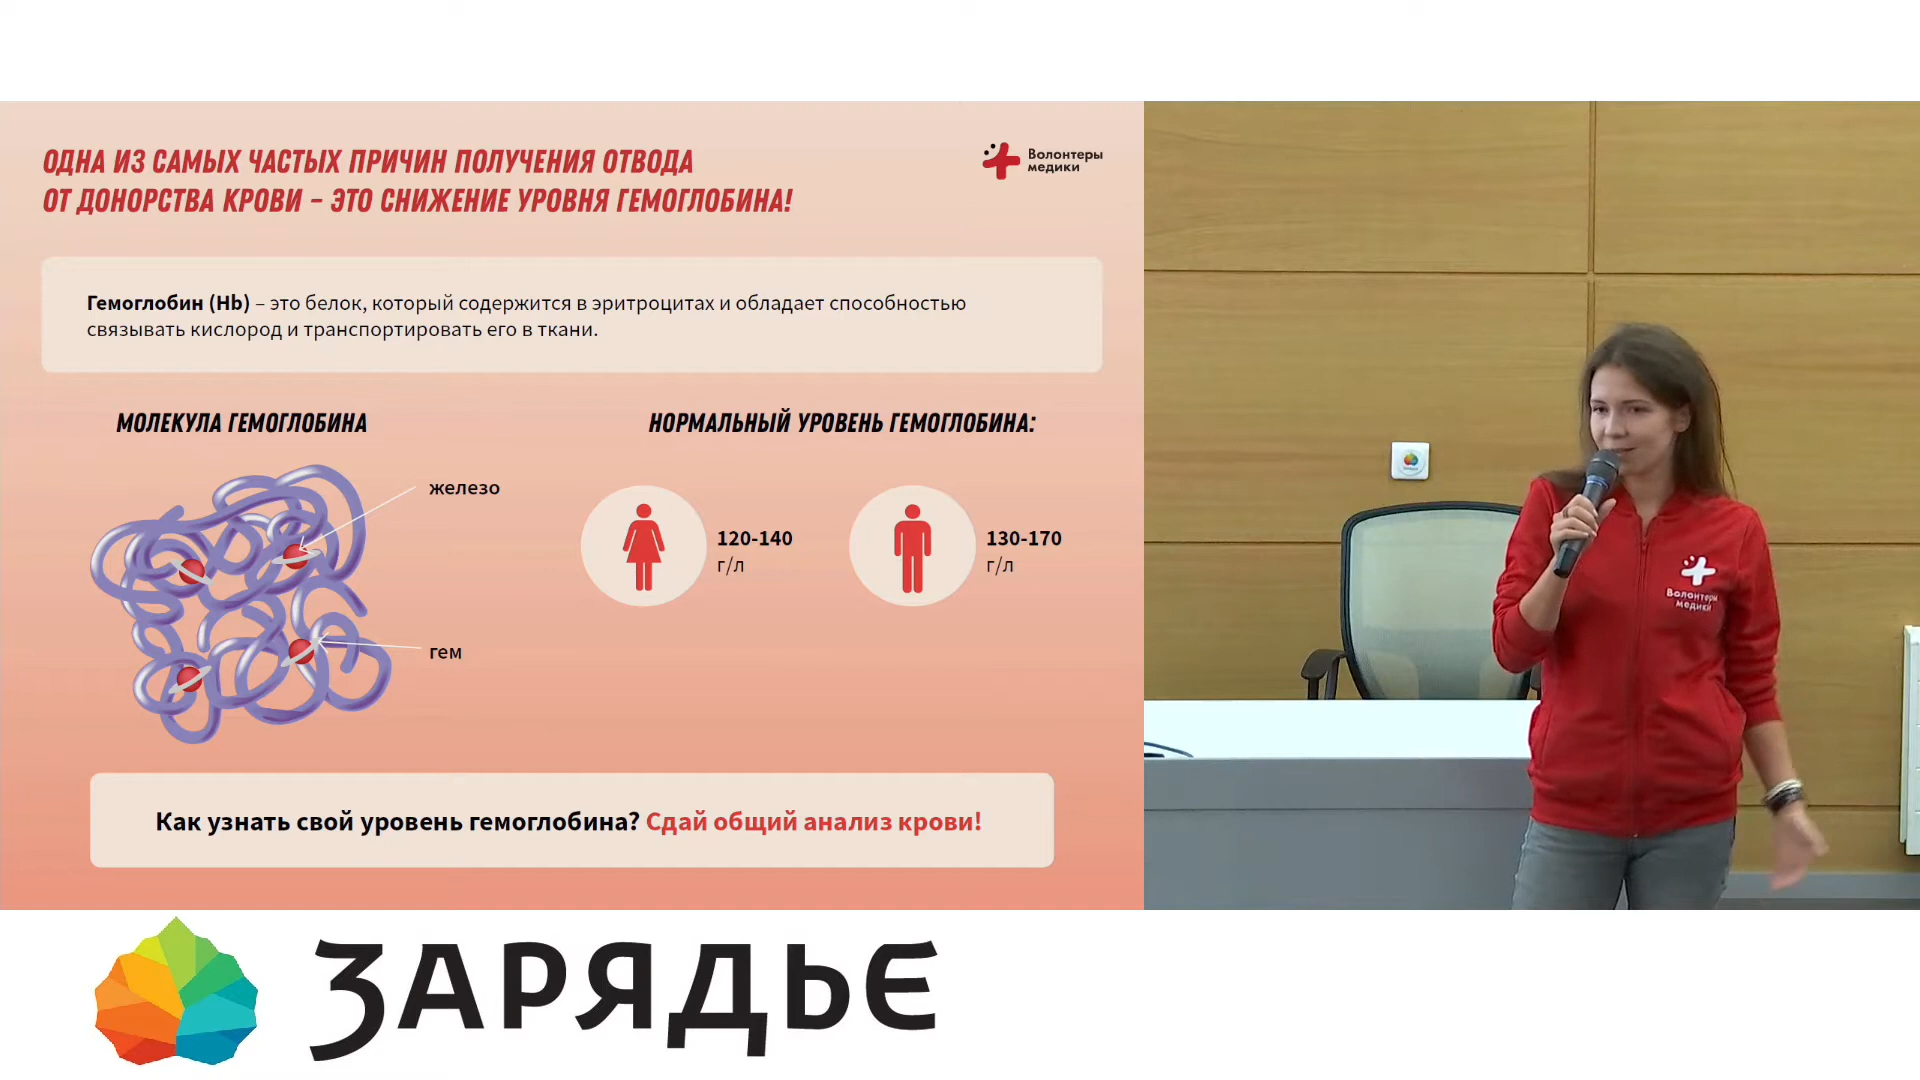 ОДНА ИЗ САМЫХ ЧАСТЫХ ПРИЧИН ПОЛУЧЕНИЯ ОТВОДА
ОТ ДОНОРСТВА КРОВИ – ЭТО СНИЖЕНИЕ УРОВНЯ ГЕМОГЛОБИНА!
Волонтеры
медики
Гемоглобин (Hb) – это белок, который содержится в эритроцитах и обладает способностью
связывать кислород и транспортировать его в ткани.
МОЛЕКУЛА ГЕМОГЛОБИНА
железо
гем
НОРМАЛЬНЫЙ УРОВЕНЬ ГЕМОГЛОБИНА:
120-140
г/л
130-170
г/л
Как узнать свой уровень гемоглобина? Сдай общий анализ крови!
Волонтеры
медики
ЗАРЯДЬЕ